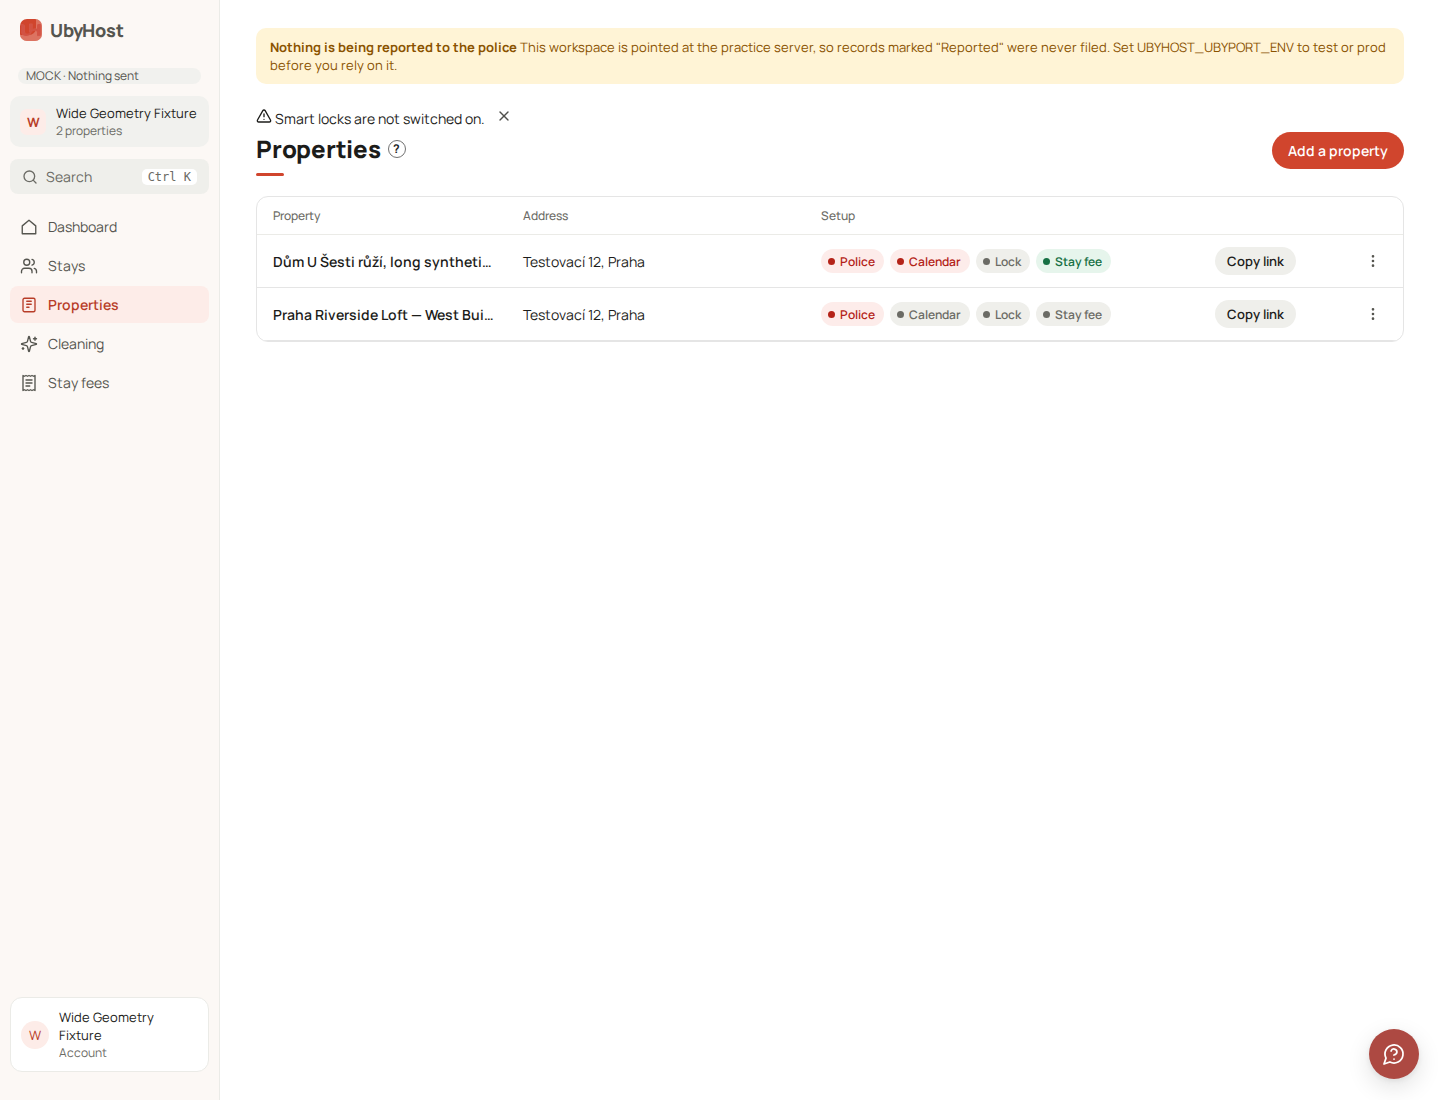 UbyHost
MOCK · Nothing sent
W
Wide Geometry Fixture
2 properties
Search
Ctrl K
Dashboard
Stays
Properties
Cleaning
Stay fees
W
Wide Geometry
Fixture
Account
Nothing is being reported to the police This workspace is pointed at the practice server, so records marked "Reported" were never filed. Set UBYHOST_UBYPORT_ENV to test or prod
before you rely on it.
Smart locks are not switched on.
Properties ?
Add a property
Property Address Setup
Dům U Šesti růží, long syntheti… Testovací 12, Praha Police Calendar Lock Stay fee Copy link
Praha Riverside Loft — West Bui… Testovací 12, Praha Police Calendar Lock Stay fee Copy link